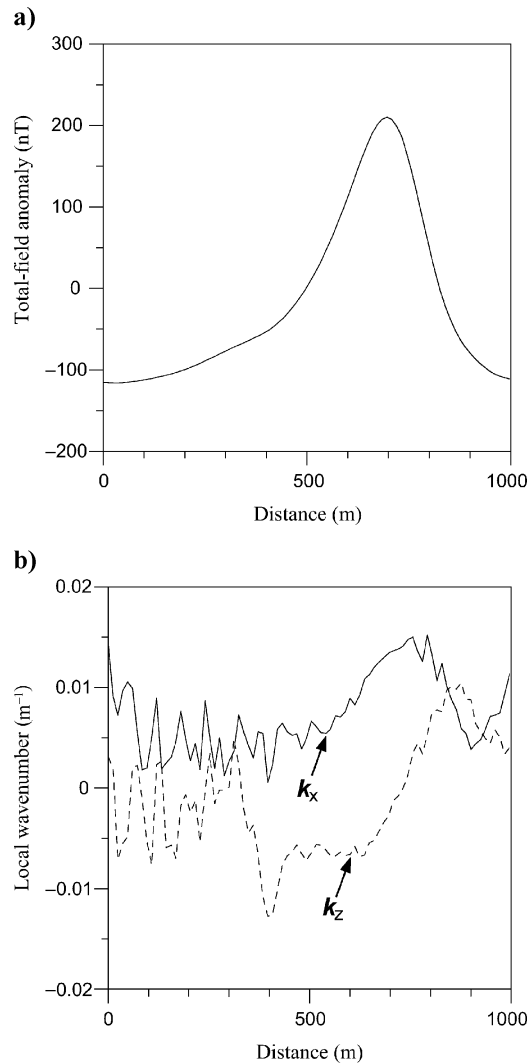 a)
300
200
100
0
−100
−200
Total-field anomaly (nT)
0 500 1000
Distance (m)
b)
0.02
0.01
0
−0.01
−0.02
Local wavenumber (m⁻¹)
kx
kz
0 500 1000
Distance (m)